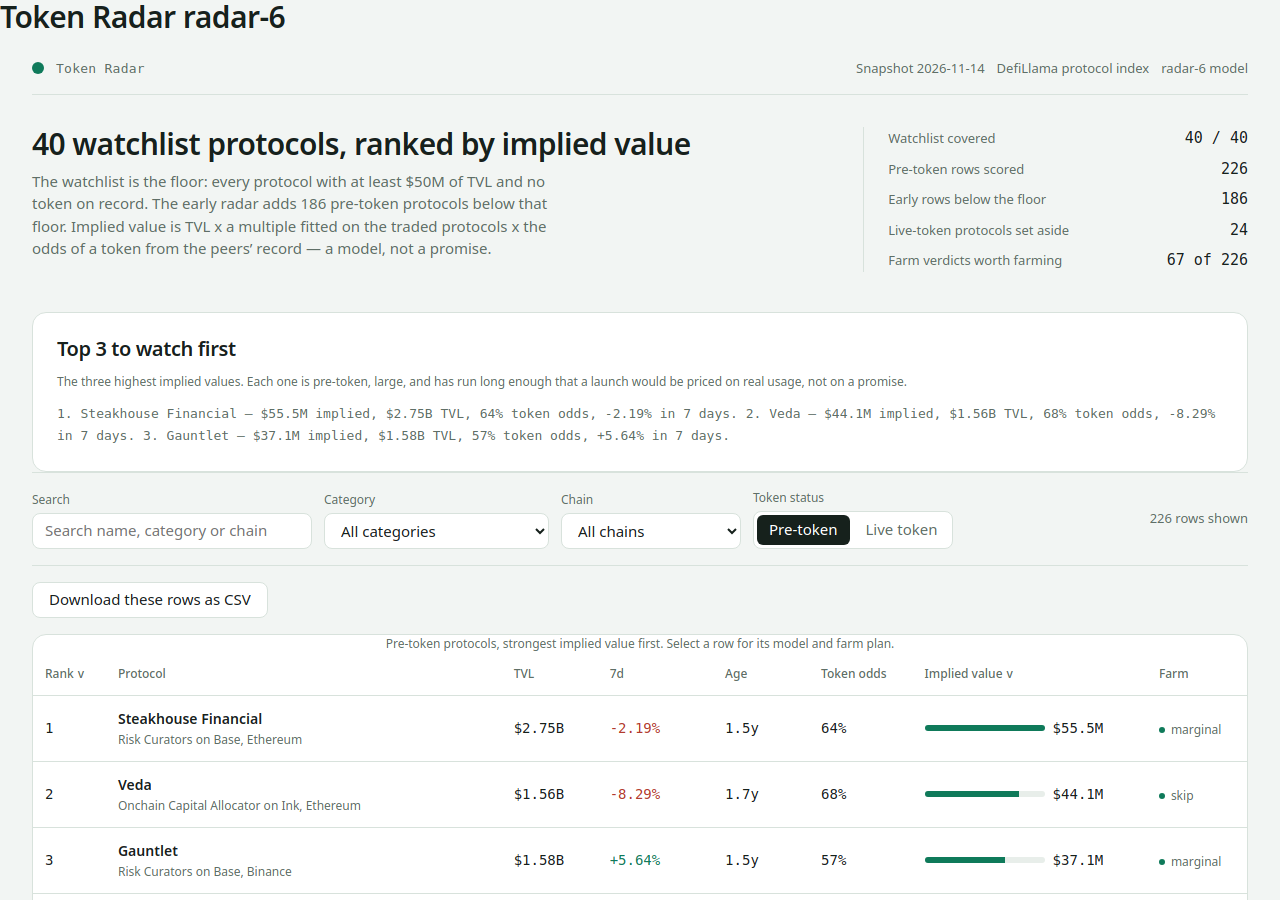 Token Radar radar-6
Token Radar
Snapshot 2026-11-14 DefiLlama protocol index radar-6 model
40 watchlist protocols, ranked by implied value
The watchlist is the floor: every protocol with at least $50M of TVL and no
token on record. The early radar adds 186 pre-token protocols below that
floor. Implied value is TVL x a multiple fitted on the traded protocols x the
odds of a token from the peers’ record — a model, not a promise.
Watchlist covered 40 / 40
Pre-token rows scored 226
Early rows below the floor 186
Live-token protocols set aside 24
Farm verdicts worth farming 67 of 226
Top 3 to watch first
The three highest implied values. Each one is pre-token, large, and has run long enough that a launch would be priced on real usage, not on a promise.
1. Steakhouse Financial — $55.5M implied, $2.75B TVL, 64% token odds, -2.19% in 7 days. 2. Veda — $44.1M implied, $1.56B TVL, 68% token odds, -8.29%
in 7 days. 3. Gauntlet — $37.1M implied, $1.58B TVL, 57% token odds, +5.64% in 7 days.
Search Category Chain Token status
Search name, category or chain All categories All chains Pre-token Live token 226 rows shown
Download these rows as CSV
Pre-token protocols, strongest implied value first. Select a row for its model and farm plan.
Rank v Protocol TVL 7d Age Token odds Implied value v Farm
1 Steakhouse Financial $2.75B -2.19% 1.5y 64% $55.5M marginal
Risk Curators on Base, Ethereum
2 Veda $1.56B -8.29% 1.7y 68% $44.1M skip
Onchain Capital Allocator on Ink, Ethereum
3 Gauntlet $1.58B +5.64% 1.5y 57% $37.1M marginal
Risk Curators on Base, Binance